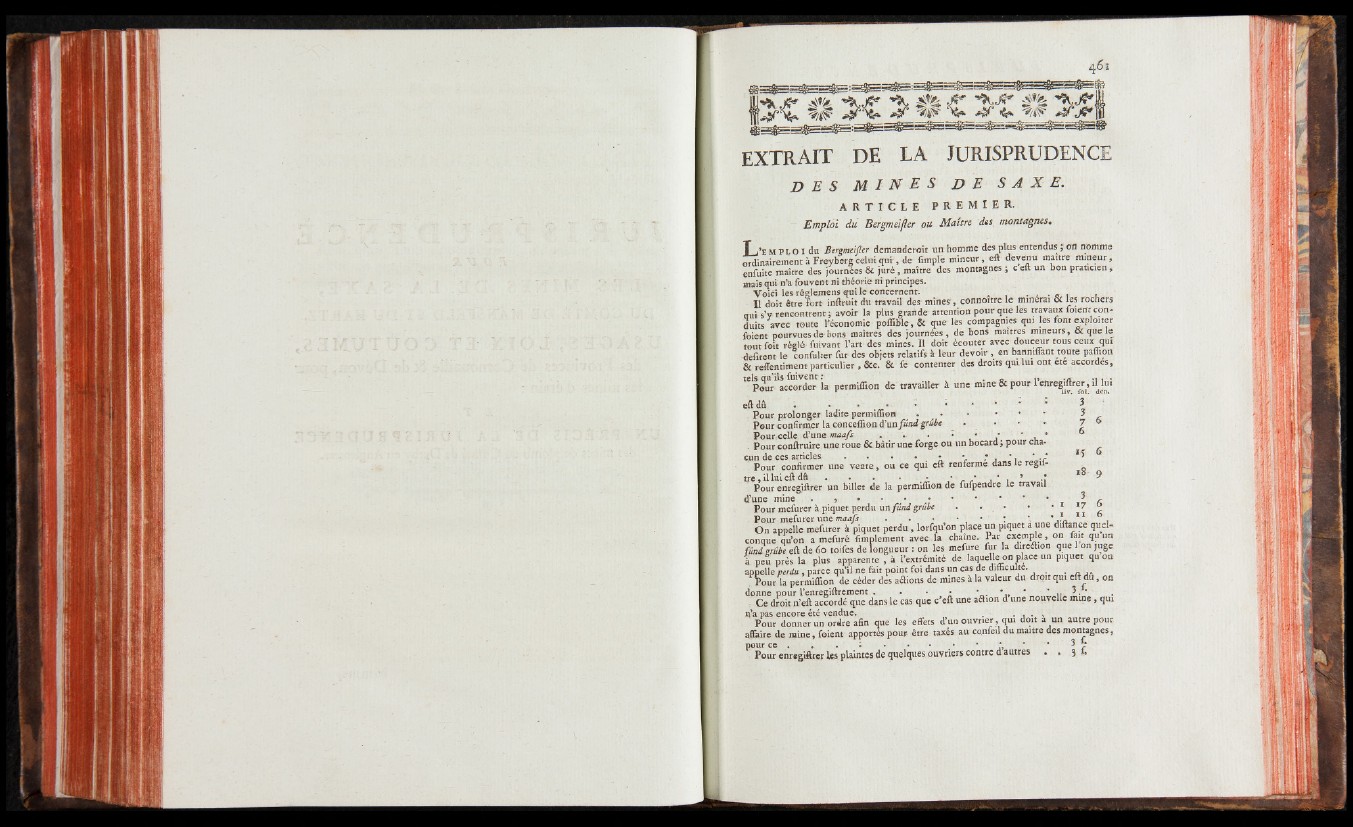 461
EXTRAIT DE LA JURISPRUDENCE
DES MINES DE SAXE.
ARTICLE PREMIER.
Emploi du Bergmeiſter ou Maître des montagnes.
L'EMPLOI du Bergmeiſter demanderoit un homme des plus entendus ; on nomme
ordinairement à Freyberg celui qui, de ſimple mineur, eſt devenu maître mineur,
enſuite maître des journées & juré, maître des montagnes ; c'eſt un bon praticien,
mais qui n'a ſouvent ni théorie ni principes.
Voici les règlemens qui le concernent.
Il doit être fort inſtruit du travail des mines, connoître le minérai & les rochers
qui s'y rencontrent ; avoir la plus grande attention pour que les travaux ſoient con-
duits avec toute l'économie poſſible, & que les compagnies qui les font exploiter
ſoient pourvues de bons maîtres des journées, de bons maîtres mineurs, & que le
tout ſoit réglé ſuivant l'art des mines. Il doit écouter avec douceur tous ceux qui
deſirent le conſulter ſur des objets relatifs à leur devoir, en banniſſant toute paſſion
& reſſentiment particulier, &c. & ſe contenter des droits qui lui ont été accordés,
tels qu'ils ſuivent :
Pour accorder la permiſſion de travailler à une mine & pour l'enregiſtrer, il lui
liv. ſol. den.
eſt dû . . . . . . . . . . 3
Pour prolonger ladite permiſſion . . . . . . 3
Pour confirmer la conceſſion d'un fünd grübe . . . . 7 6
Pour celle d'une maaſs . . . . . . . 6
Pour conſtruire une roue & bâtir une forge ou un bocard ; pour cha-
cun de ces articles . . . . . . . . 15 6
Pour confirmer une vente, ou ce qui eſt renfermé dans le regiſ-
tre, il lui eſt dû . . . . . . . . 18 9
Pour enregiſtrer un billet de la permiſſion de ſuſpendre le travail
d'une mine . . . . . . . . . 3
Pour meſurer à piquet perdu un fünd grübe . . . . . 1 17 6
Pour meſurer une maaſs . . . . . . . 1 11 6
On appelle meſurer à piquet perdu, lorſqu'on place un piquet à une diſtance quel-
conque qu'on a meſuré ſimplement avec la chaîne. Par exemple, on ſait qu'un
fünd grübe eſt de 60 toiſes de longueur : on les meſure ſur la direction que l'on juge
à peu près la plus apparente, à l'extrémité de laquelle on place un piquet qu'on
appelle perdu, parce qu'il ne fait point foi dans un cas de difficulté.
Pour la permiſſion de céder des actions de mines à la valeur du droit qui eſt dû, on
donne pour l'enregiſtrement . . . . . . . 3 ſ.
Ce droit n'eſt accordé que dans le cas que c'eſt une action d'une nouvelle mine, qui
n'a pas encore été vendue.
Pour donner un ordre afin que les effets d'un ouvrier, qui doit à un autre pour
affaire de mine, ſoient apportés pour être taxés au conſeil du maître des montagnes,
pour ce . . . . . . . . . . . 3 ſ.
Pour enregiſtrer les plaintes de quelques ouvriers contre d'autres . . 3 ſ.